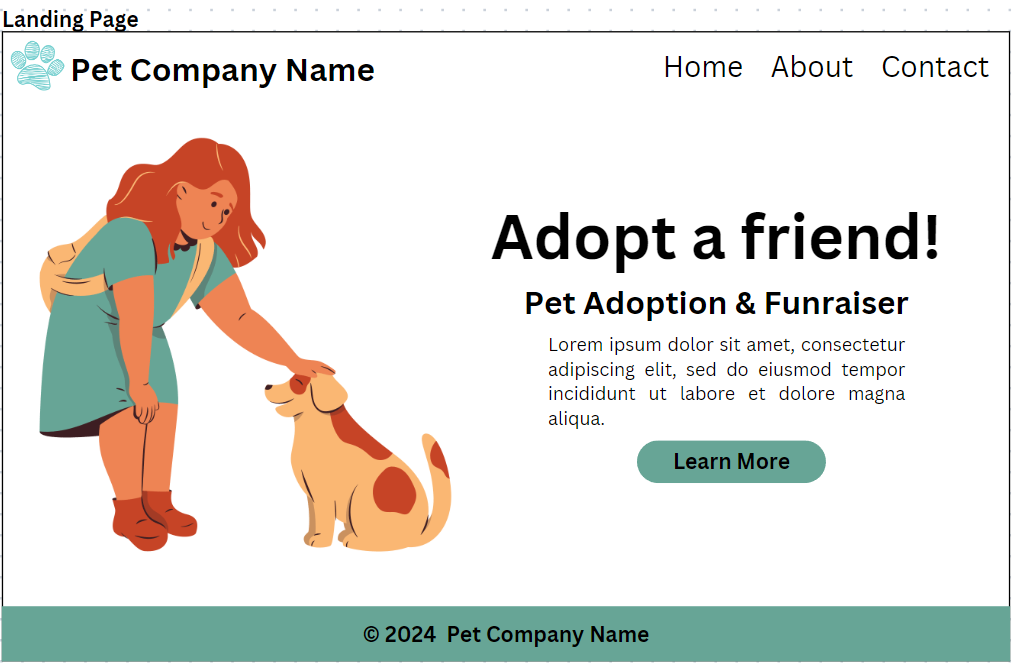 Landing Page
Pet Company Name
Home About Contact
Adopt a friend!
Pet Adoption & Funraiser
Lorem ipsum dolor sit amet, consectetur
adipiscing elit, sed do eiusmod tempor
incididunt ut labore et dolore magna
aliqua.
Learn More
© 2024 Pet Company Name